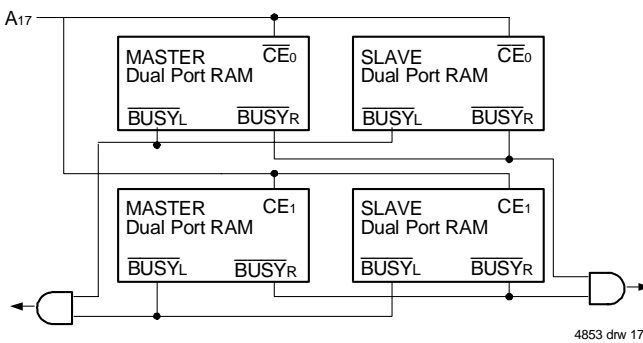 A17
MASTER CE0
Dual Port RAM
BUSYL BUSYR
SLAVE CE0
Dual Port RAM
BUSYL BUSYR
MASTER CE1
Dual Port RAM
BUSYL BUSYR
SLAVE CE1
Dual Port RAM
BUSYL BUSYR
4853 drw 17